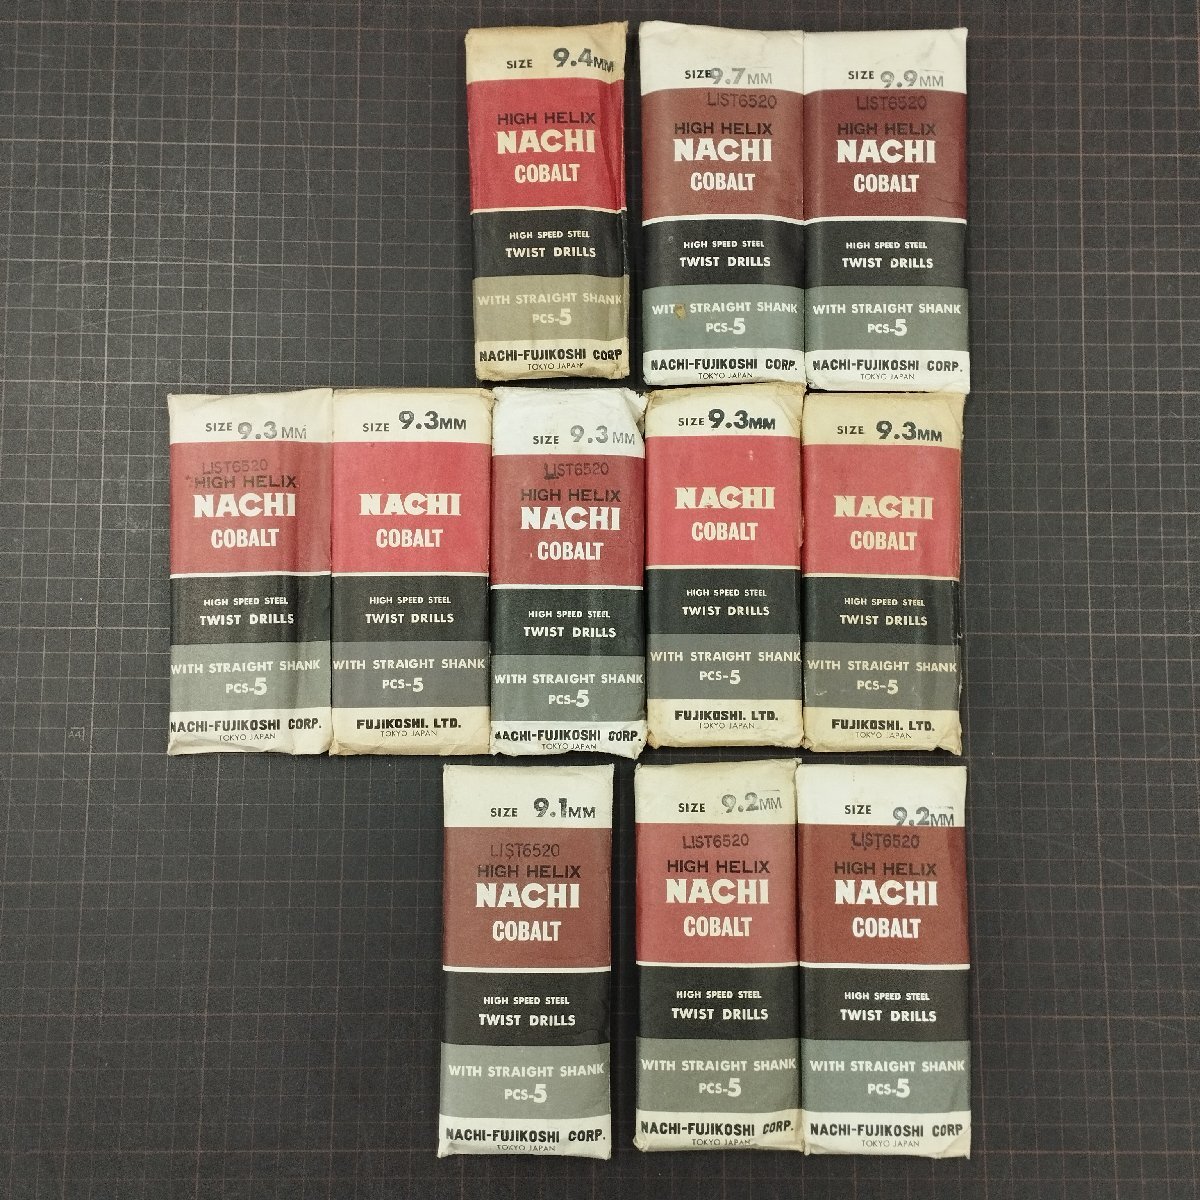 SIZE 9.4MM
HIGH HELIX
NACHI
COBALT
HIGH SPEED STEEL
TWIST DRILLS
WITH STRAIGHT SHANK
PCS-5
NACHI-FUJIKOSHI CORP
TOKYO JAPAN
SIZE 9.7MM
LIST6520
HIGH HELIX
NACHI
COBALT
HIGH SPEED STEEL
TWIST DRILLS
WITH STRAIGHT SHANK
PCS-5
NACHI-FUJIKOSHI CORP.
TOKYO JAPAN
SIZE 9.9MM
LIST6520
HIGH HELIX
NACHI
COBALT
HIGH SPEED STEEL
TWIST DRILLS
WITH STRAIGHT SHANK
PCS-5
NACHI-FUJIKOSHI CORP.
TOKYO JAPAN
SIZE 9.3MM
LIST6520
HIGH HELIX
NACHI
COBALT
HIGH SPEED STEEL
TWIST DRILLS
WITH STRAIGHT SHANK
PCS-5
NACHI-FUJIKOSHI CORP.
TOKYO JAPAN
SIZE 9.3MM
NACHI
COBALT
HIGH SPEED STEEL
TWIST DRILLS
WITH STRAIGHT SHANK
PCS-5
FUJIKOSHI. LTD.
TOKYO JAPAN
SIZE 9.3MM
LIST6520
HIGH HELIX
NACHI
COBALT
HIGH SPEED STEEL
TWIST DRILLS
WITH STRAIGHT SHANK
PCS-5
NACHI-FUJIKOSHI CORP.
TOKYO JAPAN
SIZE 9.3MM
NACHI
COBALT
HIGH SPEED STEEL
TWIST DRILLS
WITH STRAIGHT SHANK
PCS-5
FUJIKOSHI. LTD.
TOKYO JAPAN
SIZE 9.3MM
NACHI
COBALT
HIGH SPEED STEEL
TWIST DRILLS
WITH STRAIGHT SHANK
PCS-5
FUJIKOSHI. LTD.
TOKYO JAPAN
SIZE 9.1MM
LIST6520
HIGH HELIX
NACHI
COBALT
HIGH SPEED STEEL
TWIST DRILLS
WITH STRAIGHT SHANK
PCS-5
NACHI-FUJIKOSHI CORP.
TOKYO JAPAN
SIZE 9.2MM
LIST6520
HIGH HELIX
NACHI
COBALT
HIGH SPEED STEEL
TWIST DRILLS
WITH STRAIGHT SHANK
PCS-5
NACHI-FUJIKOSHI CORP.
TOKYO JAPAN
SIZE 9.2MM
LIST6520
HIGH HELIX
NACHI
COBALT
HIGH SPEED STEEL
TWIST DRILLS
WITH STRAIGHT SHANK
PCS-5
NACHI-FUJIKOSHI CORP
TOKYO JAPAN